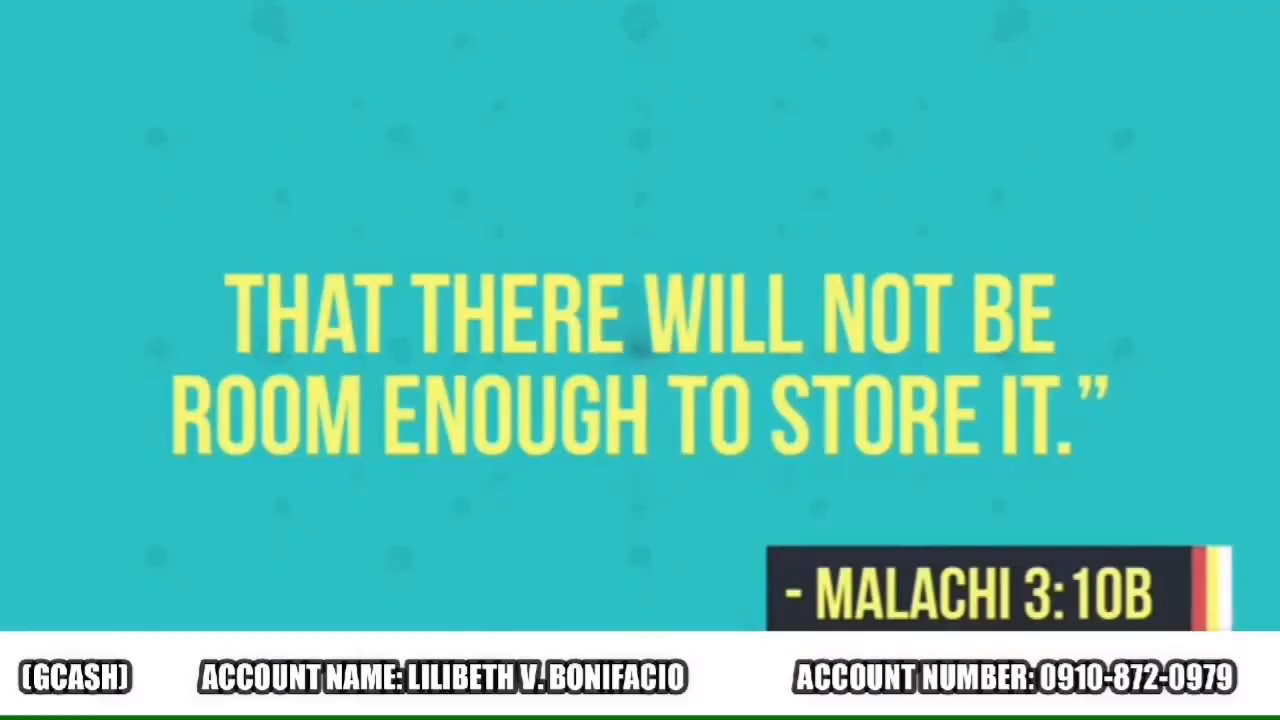 THAT THERE WILL NOT BE
ROOM ENOUGH TO STORE IT.”
- MALACHI 3:10B
(GCASH) ACCOUNT NAME: LILIBETH V. BONIFACIO ACCOUNT NUMBER: 0910-872-0979